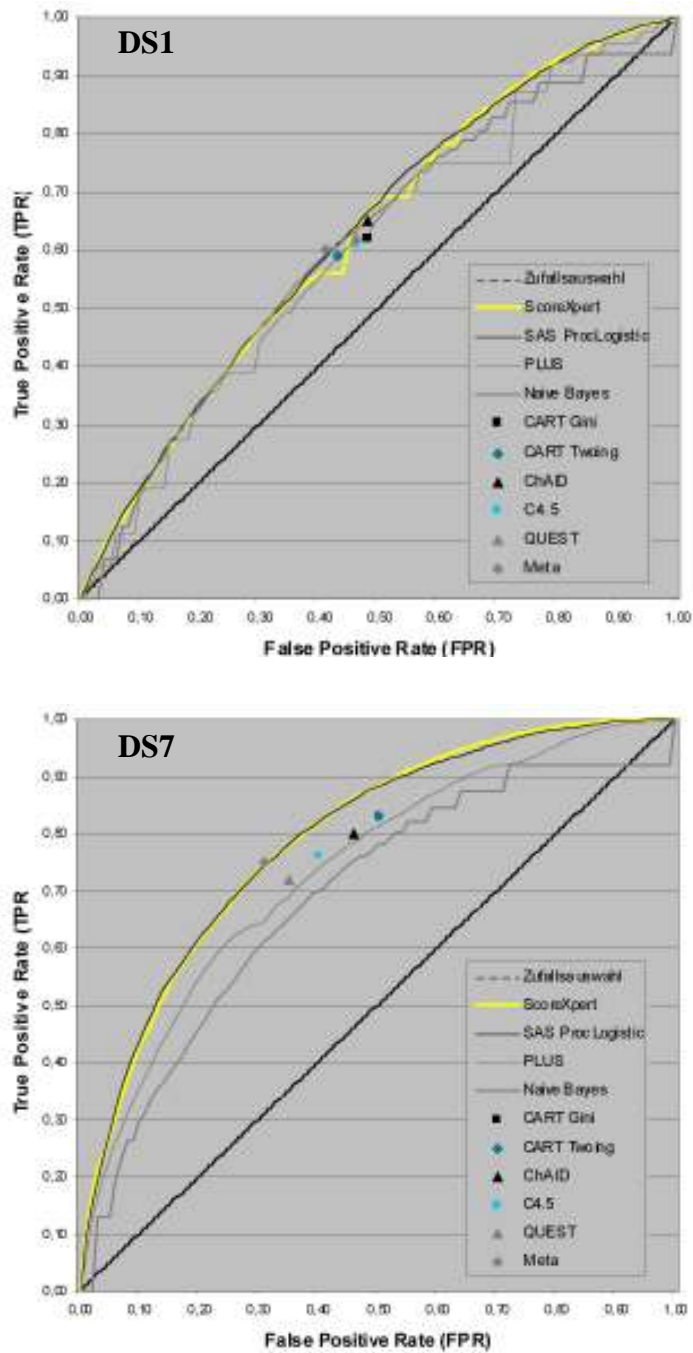 DS1
1,00
0,90
0,80
0,70
0,60
0,50
0,40
0,30
0,20
0,10
0,00
True Positive Rate (TPR)
Zufallsauswahl
ScoreXpert
SAS ProcLogistic
PLUS
Naive Bayes
CART Gini
CART Twoing
ChAID
C4.5
QUEST
Meta
0,00 0,10 0,20 0,30 0,40 0,50 0,60 0,70 0,80 0,90 1,00
False Positive Rate (FPR)
DS7
1,00
0,90
0,80
0,70
0,60
0,50
0,40
0,30
0,20
0,10
0,00
True Positive Rate (TPR
Zufallsauswahl
ScoreXpert
SAS ProcLogistic
PLUS
Naive Bayes
CART Gini
CART Twoing
ChAID
C4.5
QUEST
Meta
0,00 0,10 0,20 0,30 0,40 0,50 0,60 0,70 0,80 0,90 1,00
False Positive Rate (FPR)